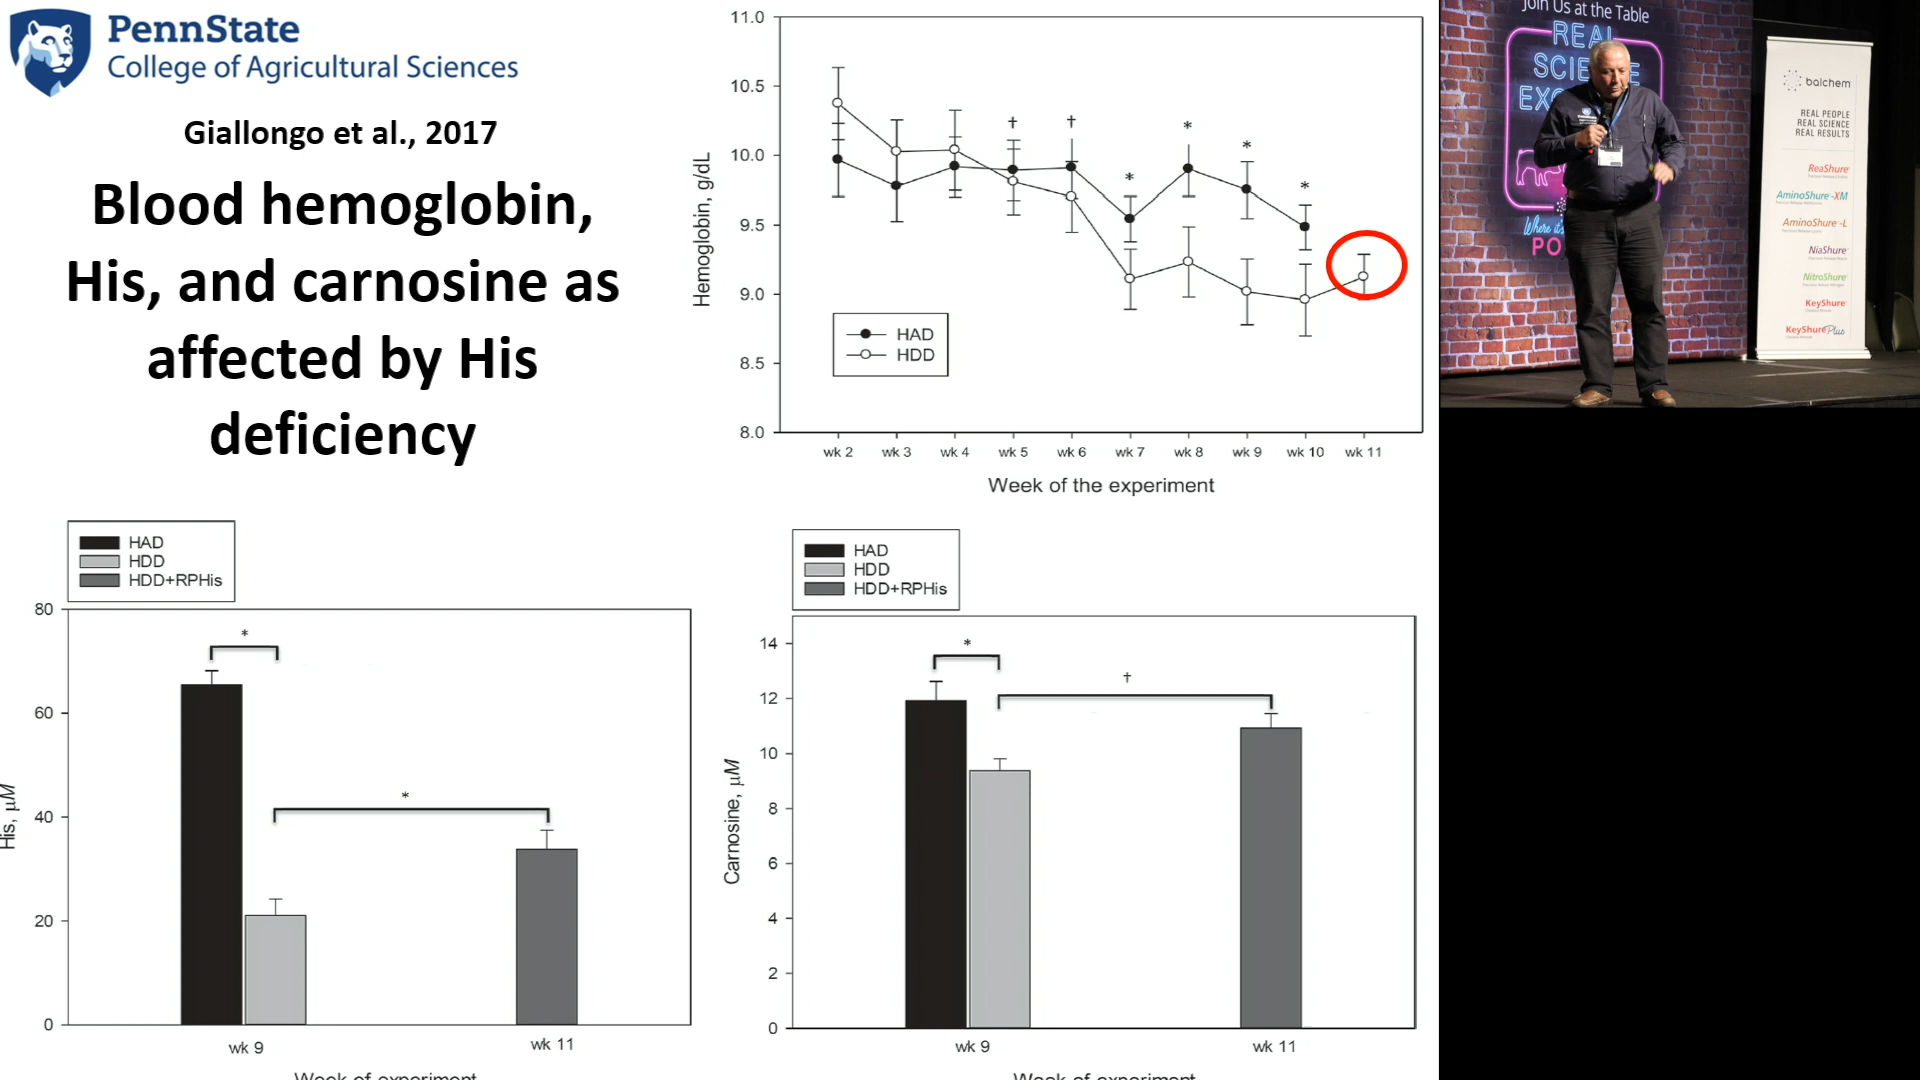 PennState
College of Agricultural Sciences
Giallongo et al., 2017
Blood hemoglobin,
His, and carnosine as
affected by His
deficiency
11.0
10.5
10.0
9.5
9.0
8.5
8.0
Hemoglobin, g/dL
†
†
*
*
*
*
HAD
HDD
wk 2
wk 3
wk 4
wk 5
wk 6
wk 7
wk 8
wk 9
wk 10
wk 11
Week of the experiment
HAD
HDD
HDD+RPHis
80
60
40
20
0
His, μM
*
*
wk 9
wk 11
Week of experiment
HAD
HDD
HDD+RPHis
14
12
10
8
6
4
2
0
Carnosine, μM
*
†
wk 9
wk 11
Week of experiment
Join Us at the Table
REAL
Where it's
balchem
REAL PEOPLE
REAL SCIENCE
REAL RESULTS
ReaShure
AminoShure-XM
AminoShure-L
NiaShure
NitroShure
KeyShure
KeyShure Plus